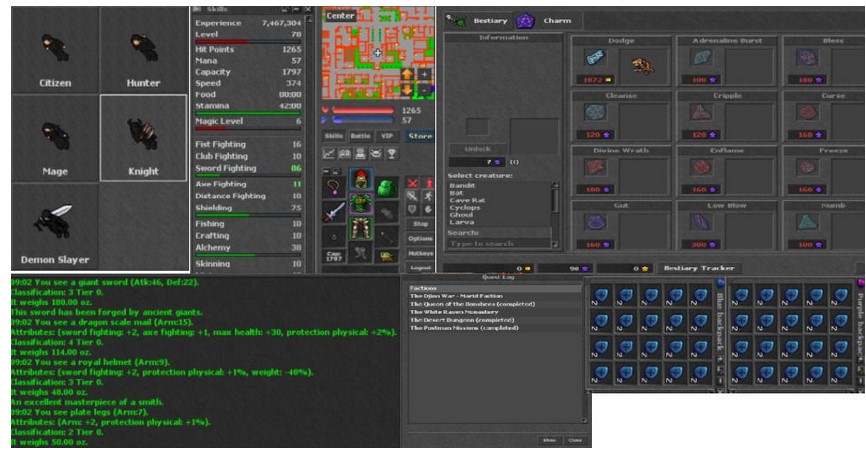 Citizen
Hunter
Mage
Knight
Demon Slayer
Skills
Experience 7,467,304
Level 70
Hit Points 1265
Mana 57
Capacity 1797
Speed 374
Food 00:00
Stamina 42:00
Magic Level 6
Fist Fighting 16
Club Fighting 10
Sword Fighting 86
Axe Fighting 11
Distance Fighting 10
Shielding 75
Fishing 10
Crafting 10
Alchemy 38
Skinning 10
Center
1265
57
Skills Battle VIP Store
Stop
Options
Hotkeys
Cap: 1797
Logout
Bestiary Charm
Information
Unlock
Select creature:
Bandit
Bat
Cave Rat
Cyclops
Ghoul
Larva
Search:
Type to search
Dodge Adrenaline Burst Bless
1072 100
Cleanse Cripple Curse
120 120 160
Divine Wrath Enflame Freeze
160 160
Gut Low Blow Numb
160 300 160
0 98 0 Bestiary Tracker
09:02 You see a giant sword (Atk:46, Def:22).
Classification: 3 Tier 0.
It weighs 180.00 oz.
This sword has been forged by ancient giants.
09:02 You see a dragon scale mail (Arm:15).
Attributes: (sword fighting: +2, axe fighting: +1, max health: +30, protection physical: +2%).
Classification: 4 Tier 0.
It weighs 114.00 oz.
09:02 You see a royal helmet (Arm:9).
Attributes: (sword fighting: +2, protection physical: +1%, weight: -40%).
Classification: 3 Tier 0.
It weighs 48.00 oz.
An excellent masterpiece of a smith.
09:02 You see plate legs (Arm:7).
Attributes: (Arm: +2, protection physical: +1%).
Classification: 2 Tier 0.
It weighs 50.00 oz.
Quest Log
Factions
The Djinn War - Marid Faction
The Queen of the Banshees (completed)
The White Raven Monastery
The Desert Dungeon (completed)
The Postman Missions (completed)
Show Close
Blue backpack
Purple backpack